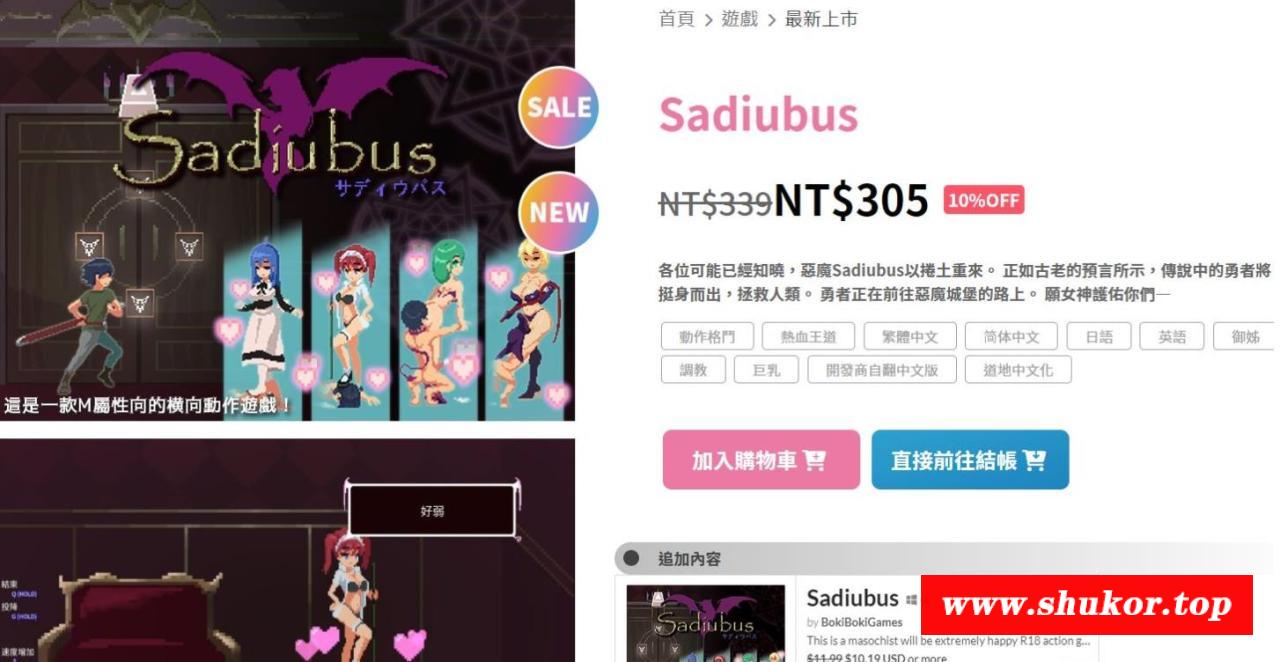 首頁 > 遊戲 > 最新上市
Sadiubus
サディウバス
SALE
NEW
這是一款M屬性向的橫向動作遊戲！
Sadiubus
NT$339NT$305 10%OFF
各位可能已經知曉，惡魔Sadiubus以捲土重來。 正如古老的預言所示，傳說中的勇者將
挺身而出，拯救人類。 勇者正在前往惡魔城堡的路上。 願女神護佑你們—
動作格鬥 熱血王道 繁體中文 简体中文 日語 英語 御姊
調教 巨乳 開發商自翻中文版 道地中文化
加入購物車 直接前往結帳
好弱
結束
Q (HOLD)
投降
G (HOLD)
速度增加
追加內容
Sadiubus
Sadiubus
by BokiBokiGames
This is a masochist will be extremely happy R18 action g...
$11.99 $10.19 USD or more
www.shukor.top